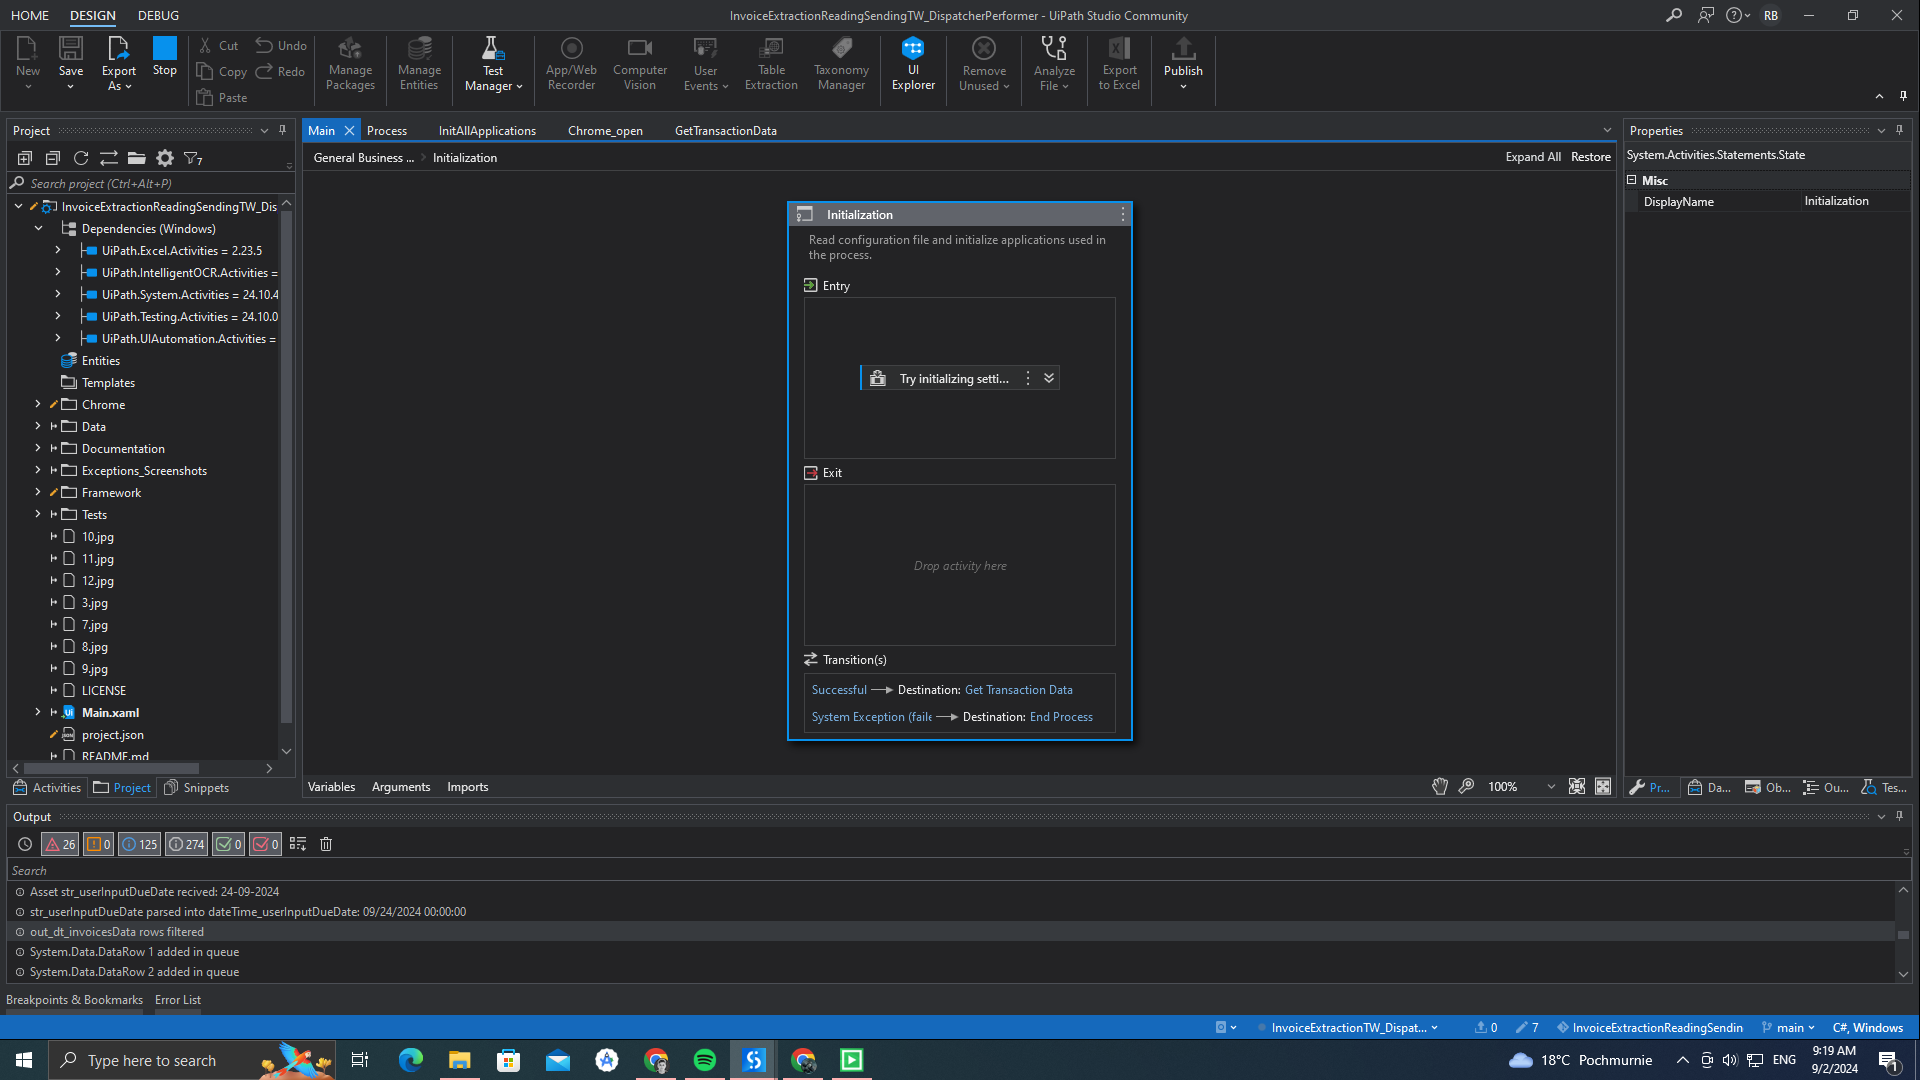 HOME DESIGN DEBUG
InvoiceExtractionReadingSendingTW_DispatcherPerformer - UiPath Studio Community
RB
New
Save
Export As
Stop
Cut
Copy
Paste
Undo
Redo
Manage Packages
Manage Entities
Test Manager
App/Web Recorder
Computer Vision
User Events
Table Extraction
Taxonomy Manager
UI Explorer
Remove Unused
Analyze File
Export to Excel
Publish
Project
7
Search project (Ctrl+Alt+P)
InvoiceExtractionReadingSendingTW_Dis
Dependencies (Windows)
UiPath.Excel.Activities = 2.23.5
UiPath.IntelligentOCR.Activities =
UiPath.System.Activities = 24.10.4
UiPath.Testing.Activities = 24.10.0
UiPath.UIAutomation.Activities =
Entities
Templates
Chrome
Data
Documentation
Exceptions_Screenshots
Framework
Tests
10.jpg
11.jpg
12.jpg
3.jpg
7.jpg
8.jpg
9.jpg
LICENSE
Main.xaml
project.json
README.md
Activities Project Snippets
Main Process InitAllApplications Chrome_open GetTransactionData
General Business ... Initialization
Expand All Restore
Initialization
Read configuration file and initialize applications used in
the process.
Entry
Try initializing setti...
Exit
Drop activity here
Transition(s)
Successful Destination: Get Transaction Data
System Exception (faile Destination: End Process
Variables Arguments Imports
100%
Properties
System.Activities.Statements.State
Misc
DisplayName Initialization
Pr... Da... Ob... Ou... Tes...
Output
26 0 125 274 0 0
Search
Asset str_userInputDueDate recived: 24-09-2024
str_userInputDueDate parsed into dateTime_userInputDueDate: 09/24/2024 00:00:00
out_dt_invoicesData rows filtered
System.Data.DataRow 1 added in queue
System.Data.DataRow 2 added in queue
Breakpoints & Bookmarks Error List
InvoiceExtractionTW_Dispat... 0 7 InvoiceExtractionReadingSendin main C#, Windows
Type here to search
18°C Pochmurnie
ENG
9:19 AM
9/2/2024
1